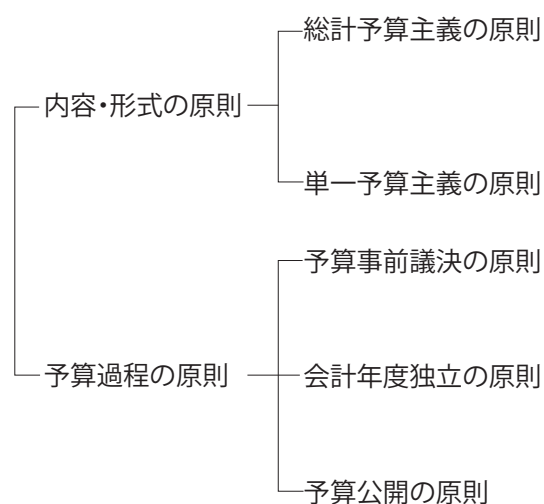 総計予算主義の原則
内容・形式の原則
単一予算主義の原則
予算事前議決の原則
予算過程の原則
会計年度独立の原則
予算公開の原則